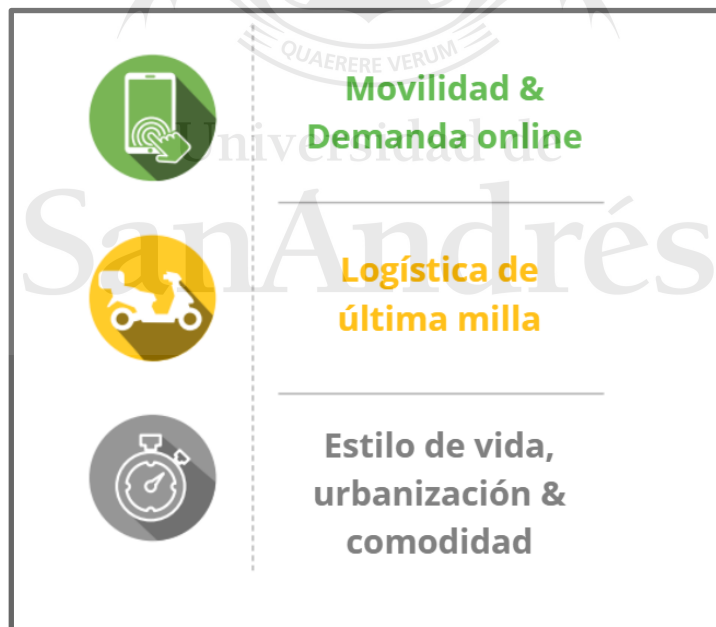 QUAERERE VERUM
Movilidad &
Demanda online
Universidad de
SanAndrés
Logística de
última milla
Estilo de vida,
urbanización &
comodidad